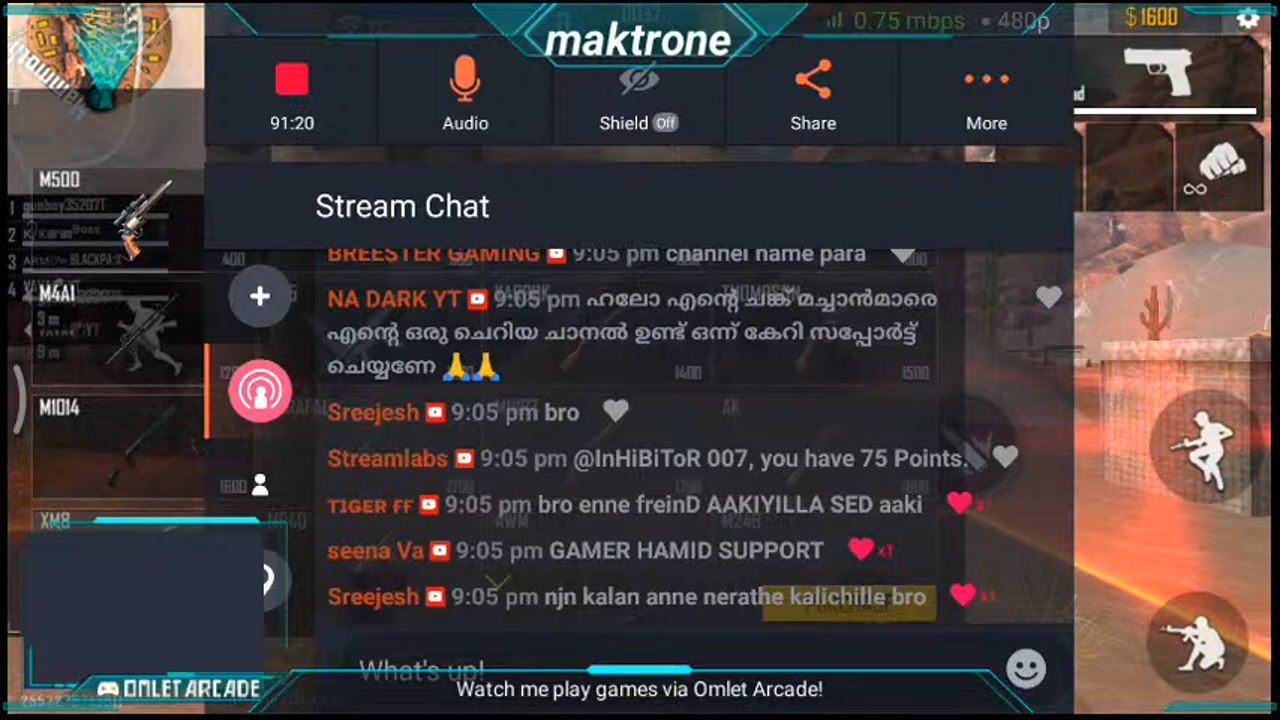 maktrone
0.75 mbps • 480p
$1600
91:20
Audio
Shield Off
Share
More
Stream Chat
M500
M4A1
M1014
XM8
BREESTER GAMING 9:05 pm channel name para
NA DARK YT 9:05 pm ഹലോ എന്റെ ചങ്ക് മച്ചാൻമാരെ
എന്റെ ഒരു ചെറിയ ചാനൽ ഉണ്ട് ഒന്ന് കേറി സപ്പോർട്ട്
ചെയ്യണേ 🙏🙏
Sreejesh 9:05 pm bro
Streamlabs 9:05 pm @InHiBiToR 007, you have 75 Points.
TIGER FF 9:05 pm bro enne freinD AAKIYILLA SED aaki
seena Va 9:05 pm GAMER HAMID SUPPORT x1
Sreejesh 9:05 pm njn kalan anne nerathe kalichille bro x1
What's up!
OMLET ARCADE
Watch me play games via Omlet Arcade!